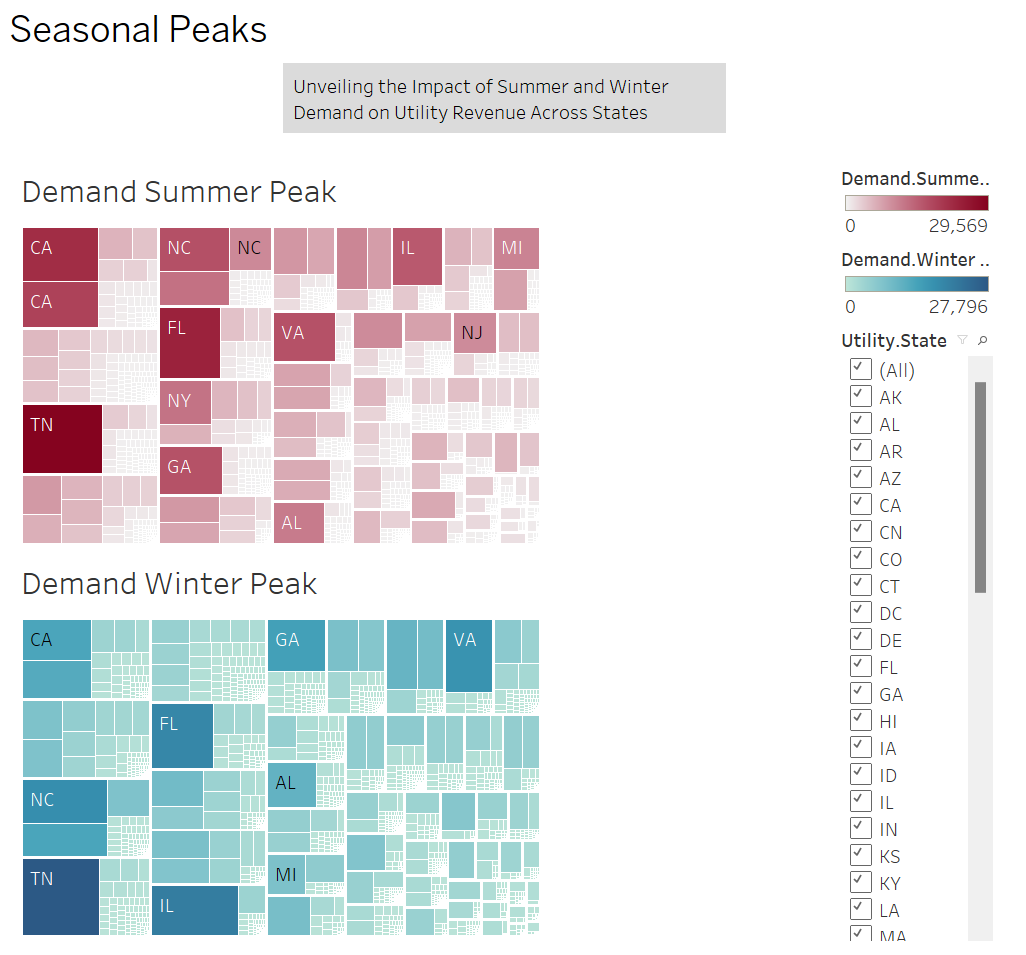 Seasonal Peaks
Unveiling the Impact of Summer and Winter
Demand on Utility Revenue Across States
Demand Summer Peak
CA
NC
NC
IL
MI
CA
FL
VA
NJ
NY
TN
GA
AL
Demand Winter Peak
CA
GA
VA
FL
AL
NC
MI
TN
IL
Demand.Summe..
0 29,569
Demand.Winter ..
0 27,796
Utility.State
(All)
AK
AL
AR
AZ
CA
CN
CO
CT
DC
DE
FL
GA
HI
IA
ID
IL
IN
KS
KY
LA
MA